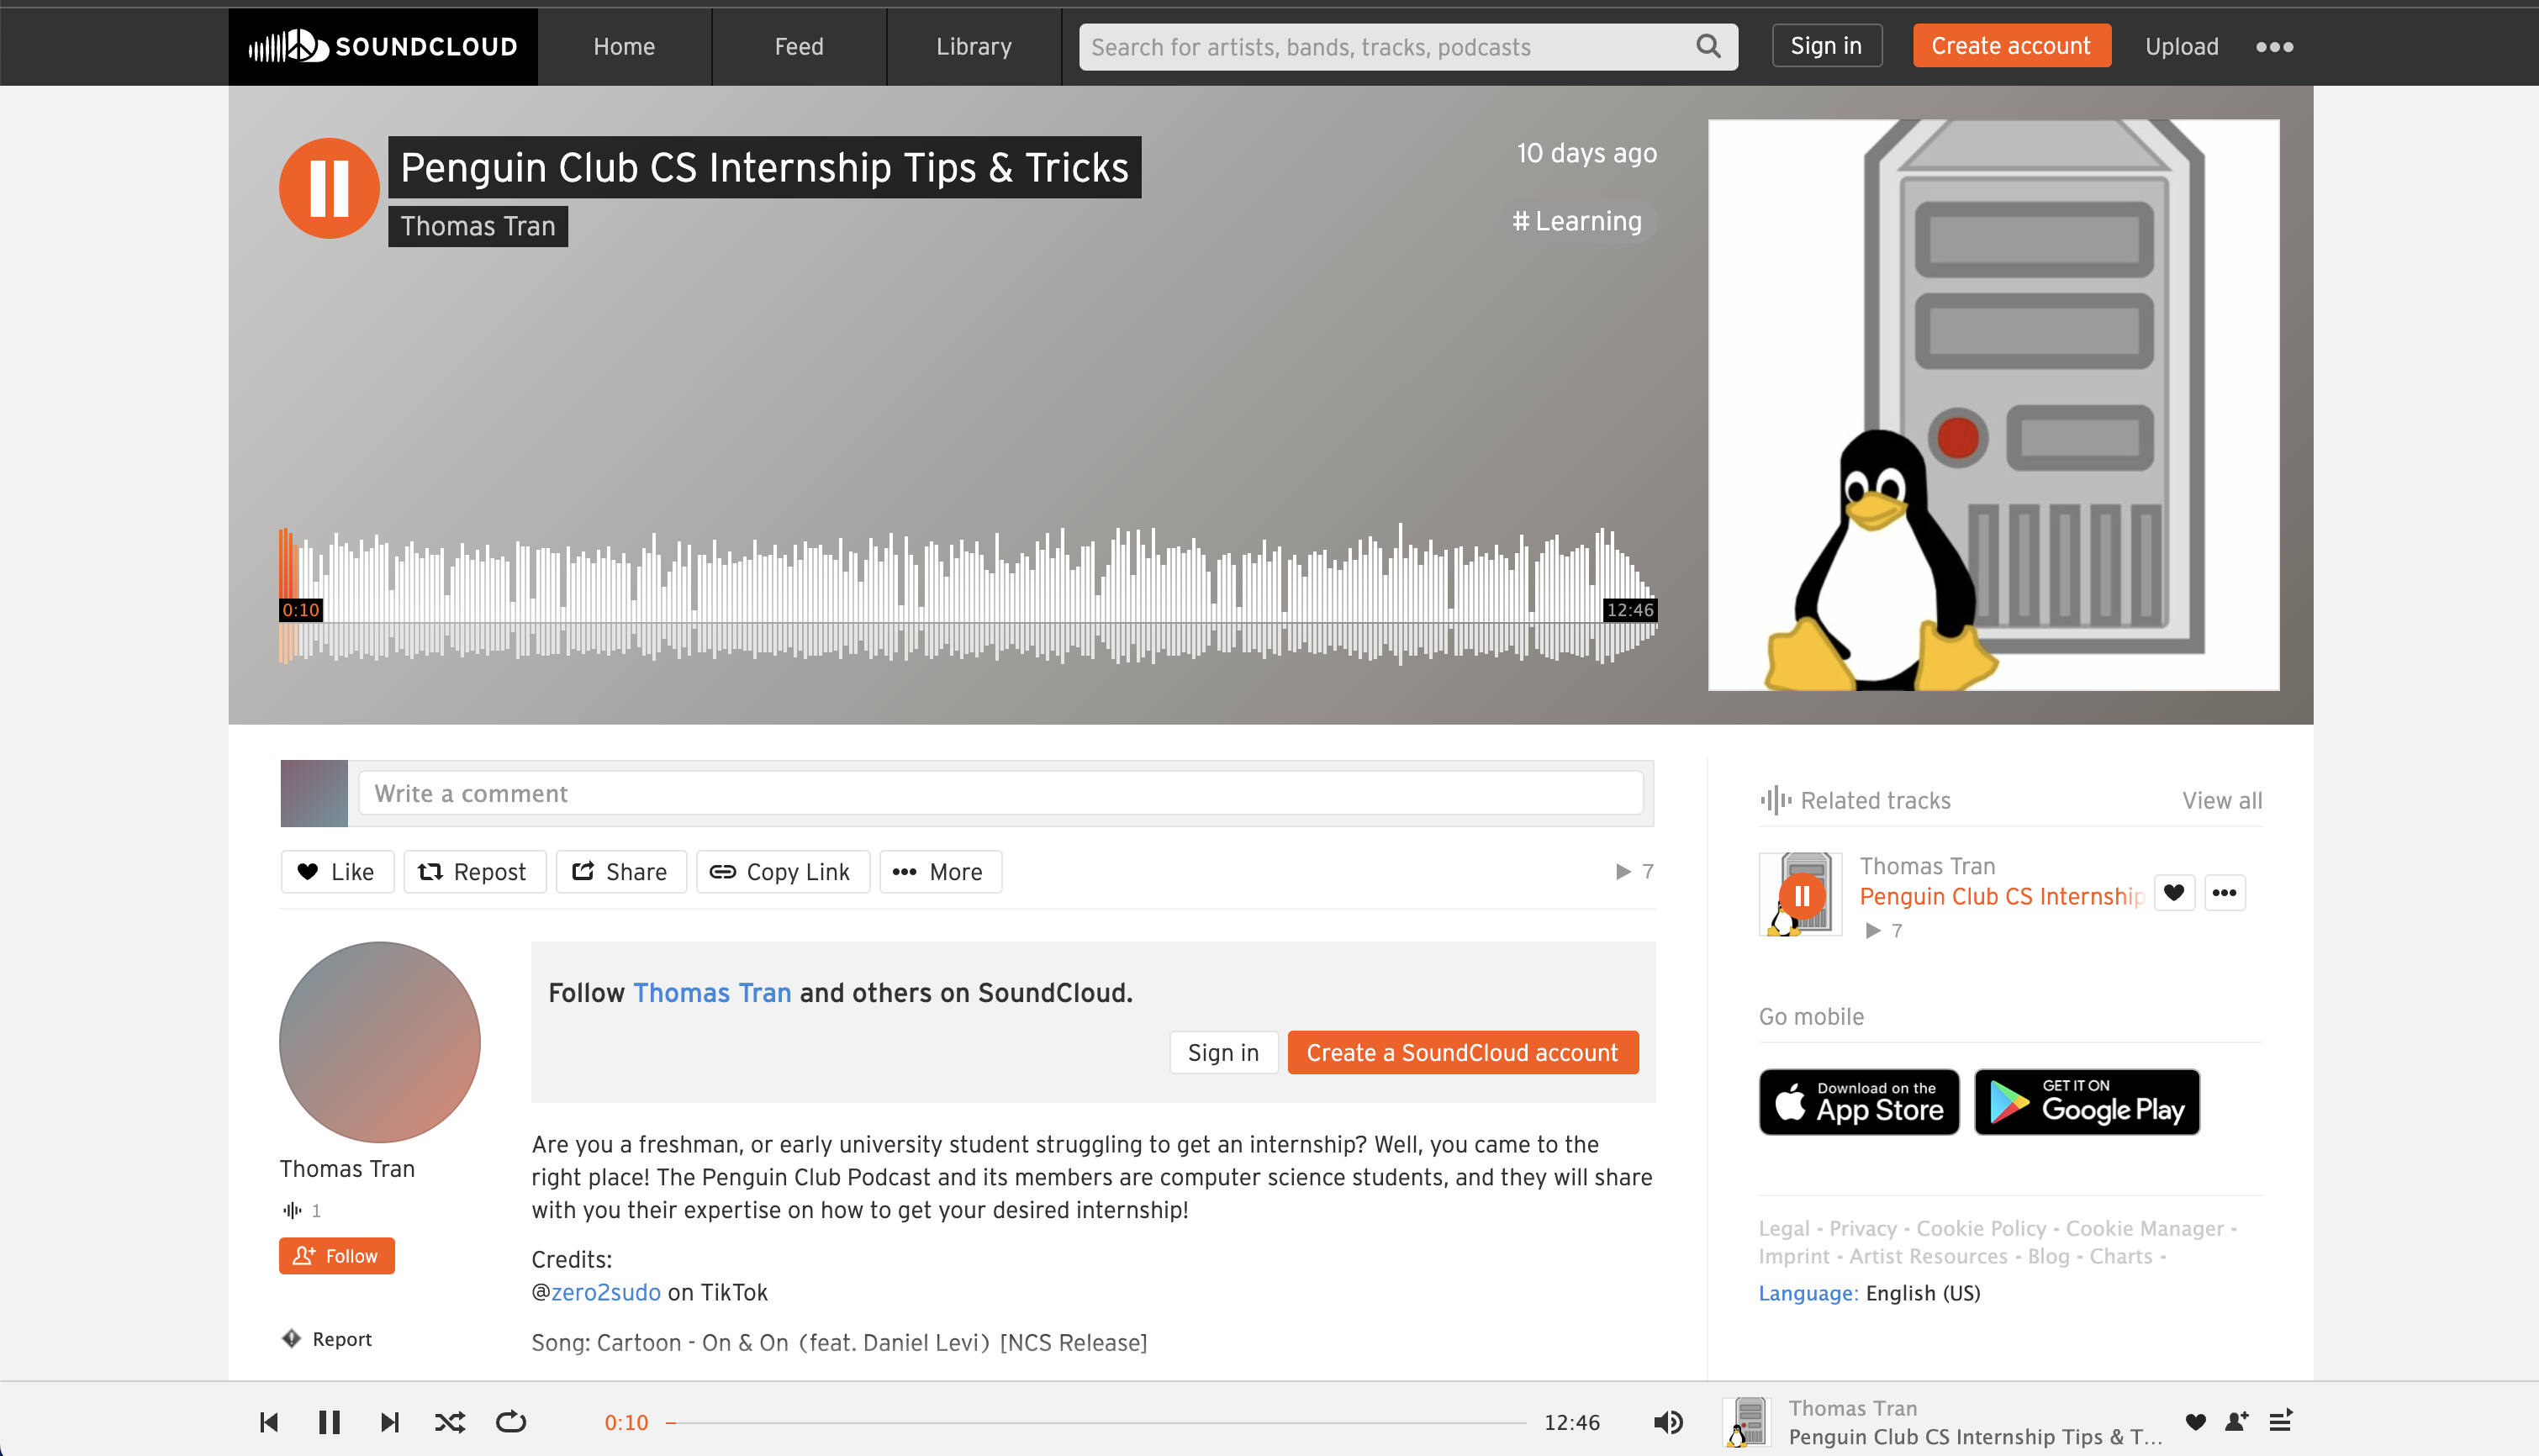 SOUNDCLOUD
Home
Feed
Library
Search for artists, bands, tracks, podcasts
Sign in
Create account
Upload
Penguin Club CS Internship Tips & Tricks
Thomas Tran
10 days ago
# Learning
0:10
12:46
Write a comment
Like
Repost
Share
Copy Link
More
7
Related tracks
View all
Thomas Tran
Penguin Club CS Internship
7
Follow Thomas Tran and others on SoundCloud.
Sign in
Create a SoundCloud account
Go mobile
Download on the
App Store
GET IT ON
Google Play
Thomas Tran
1
Follow
Report
Are you a freshman, or early university student struggling to get an internship? Well, you came to the
right place! The Penguin Club Podcast and its members are computer science students, and they will share
with you their expertise on how to get your desired internship!
Credits:
@zero2sudo on TikTok
Song: Cartoon - On & On (feat. Daniel Levi) [NCS Release]
Legal - Privacy - Cookie Policy - Cookie Manager -
Imprint - Artist Resources - Blog - Charts -
Language: English (US)
0:10
12:46
Thomas Tran
Penguin Club CS Internship Tips & T...